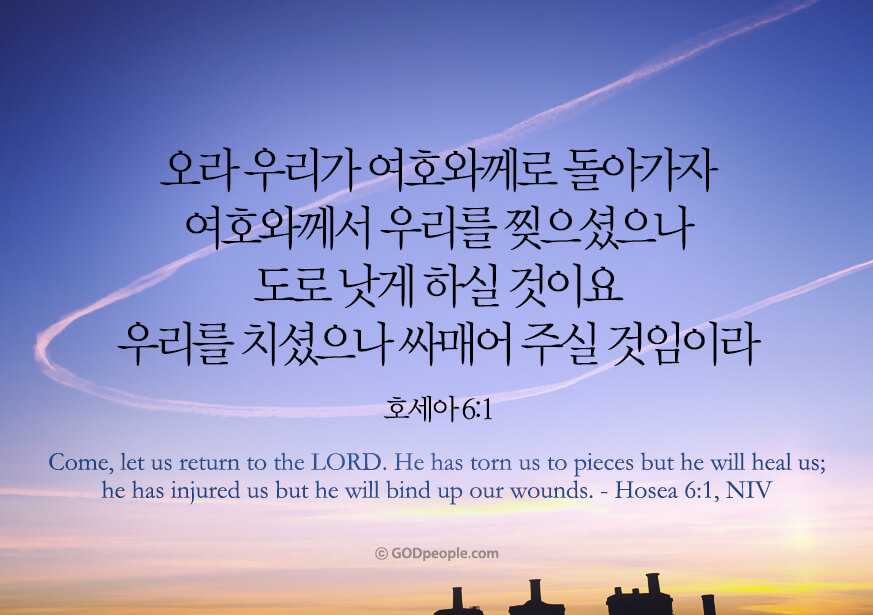 오라 우리가 여호와께로 돌아가자
여호와께서 우리를 찢으셨으나
도로 낫게 하실 것이요
우리를 치셨으나 싸매어 주실 것임이라
호세아 6:1
Come, let us return to the LORD. He has torn us to pieces but he will heal us;
he has injured us but he will bind up our wounds. - Hosea 6:1, NIV
© GODpeople.com